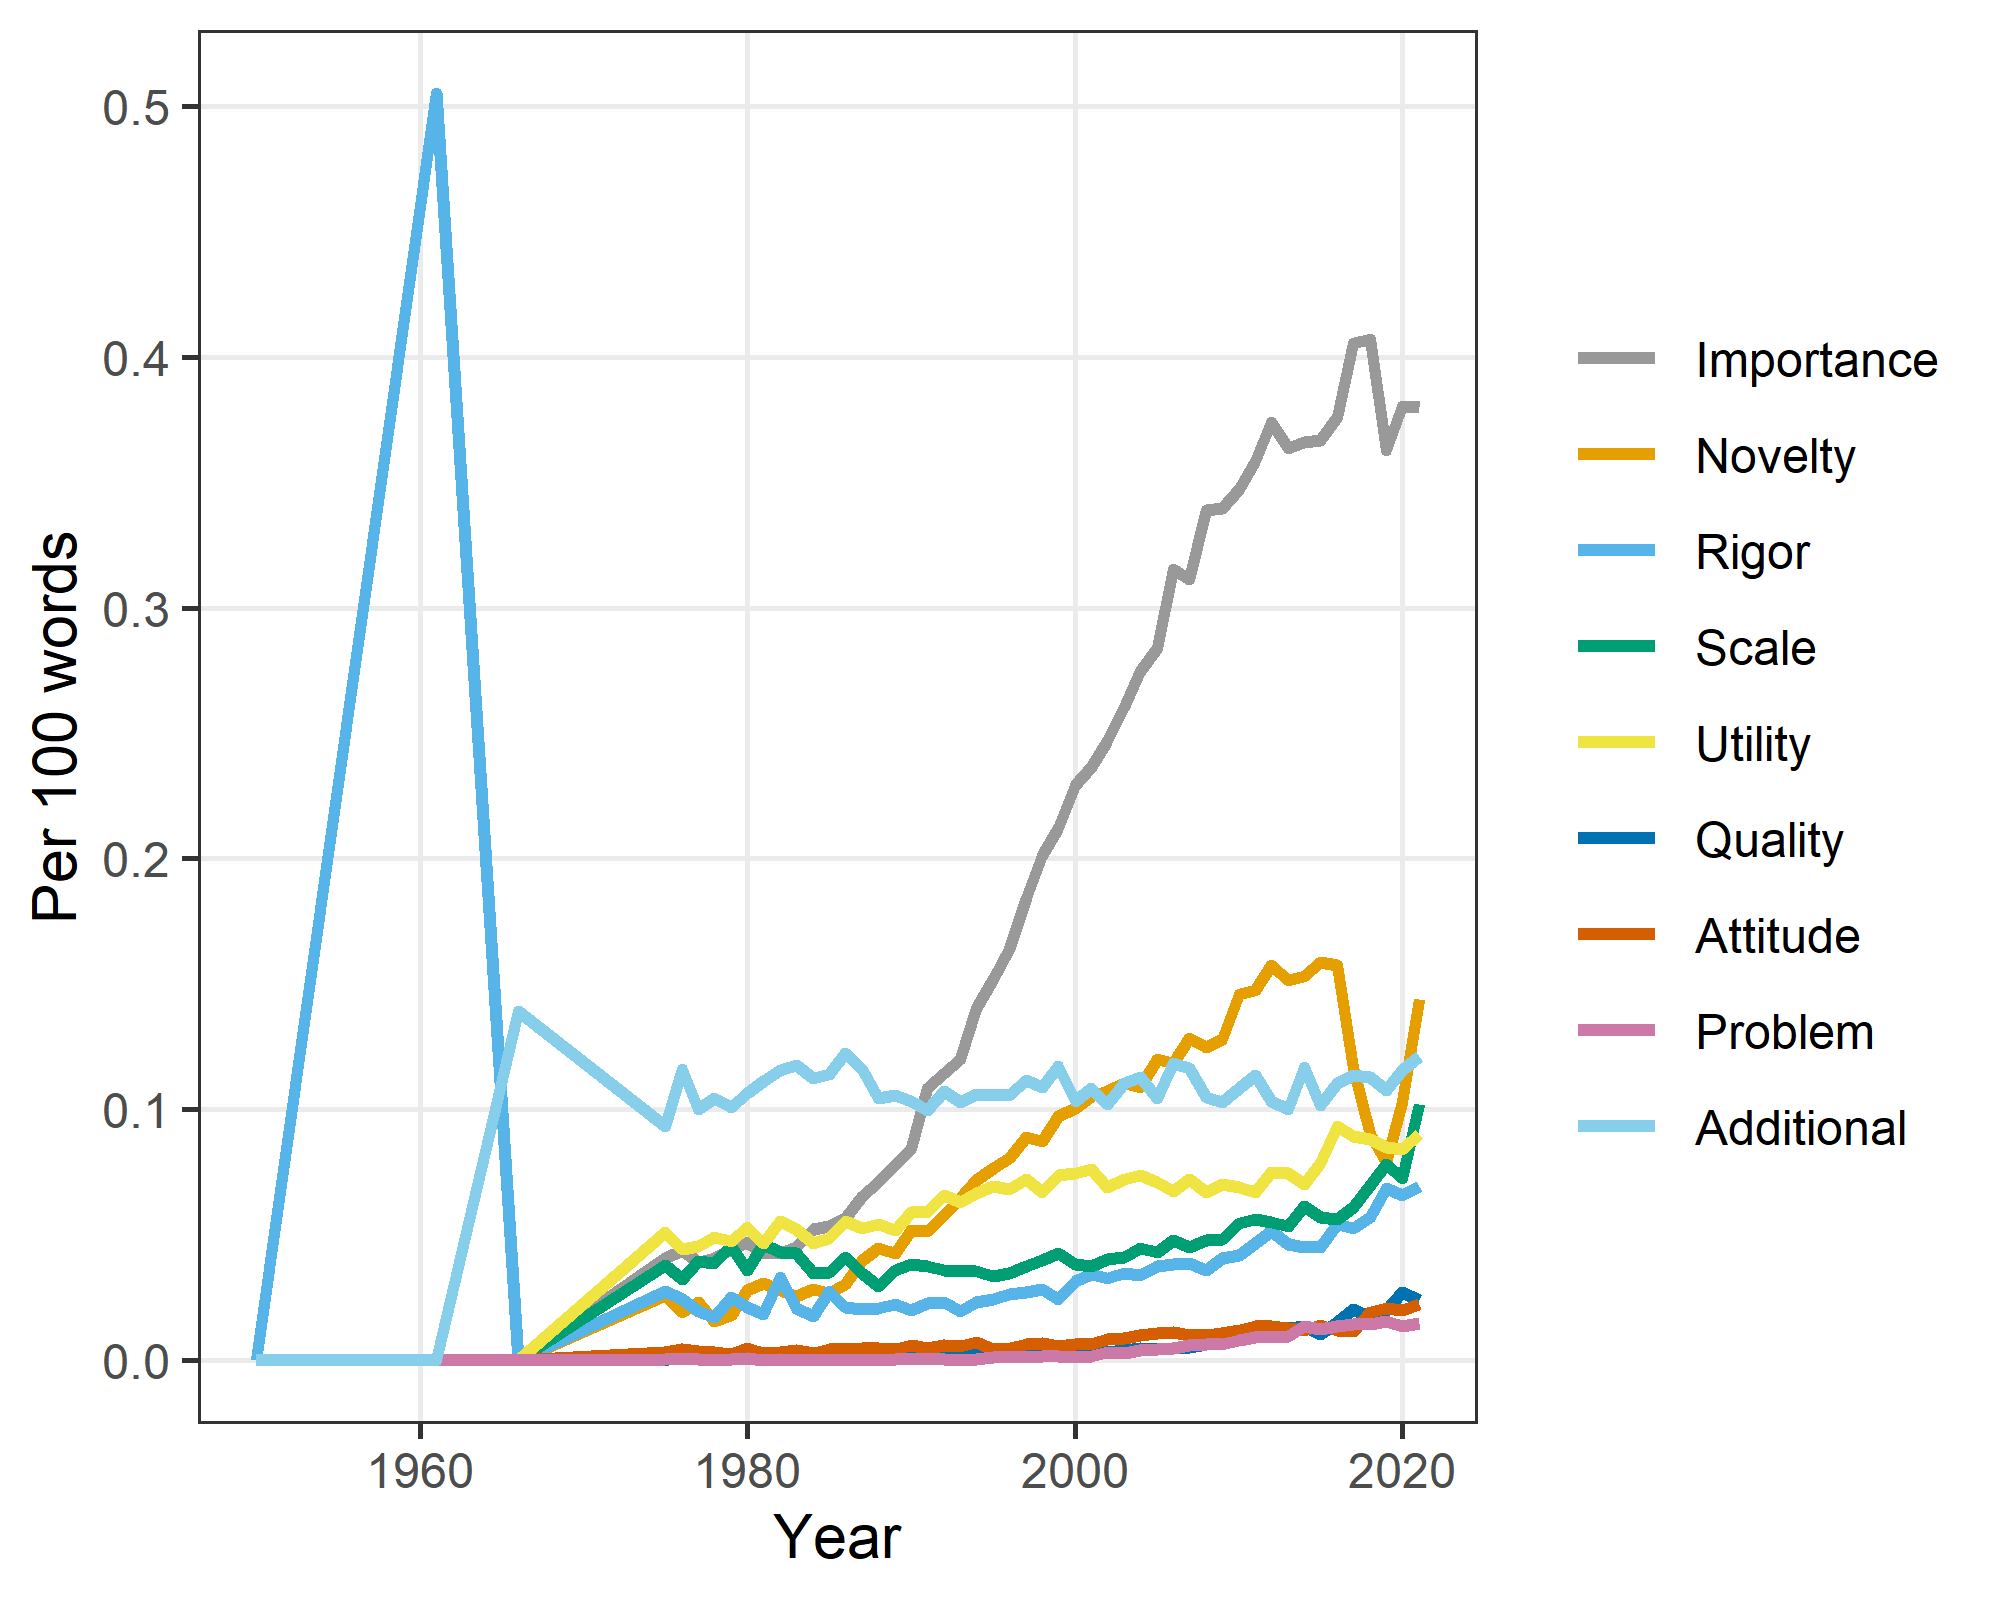 0.5
0.4
0.3
0.2
0.1
0.0
Per 100 words
1960
1980
2000
2020
Year
Importance
Novelty
Rigor
Scale
Utility
Quality
Attitude
Problem
Additional